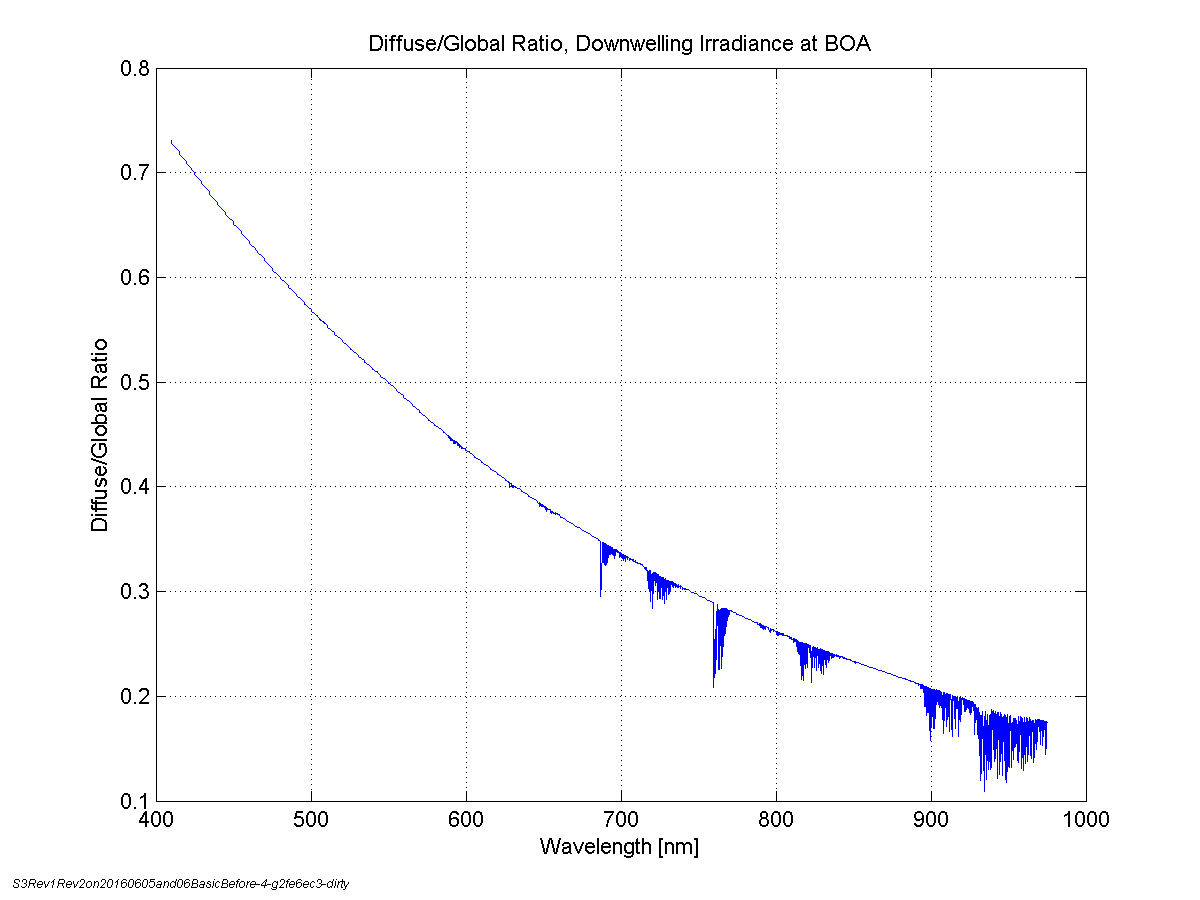 Diffuse/Global Ratio, Downwelling Irradiance at BOA
0.8
0.7
0.6
0.5
0.4
0.3
0.2
0.1
Diffuse/Global Ratio
400 500 600 700 800 900 1000
Wavelength [nm]
S3Rev1Rev2on20160605and06BasicBefore-4-g2fe6ec3-dirty